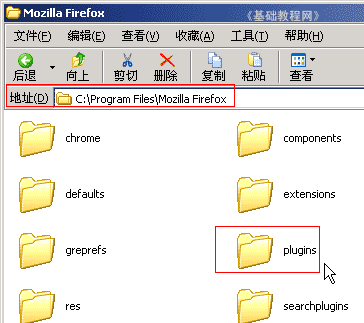 Mozilla Firefox 《基础教程网》
文件(F) 编辑(E) 查看(V) 收藏(A) 工具(T) 帮助(H)
后退 向上 剪切 删除 复制 粘贴 查看
地址(D) C:\Program Files\Mozilla Firefox
chrome components
defaults extensions
greprefs plugins
res searchplugins